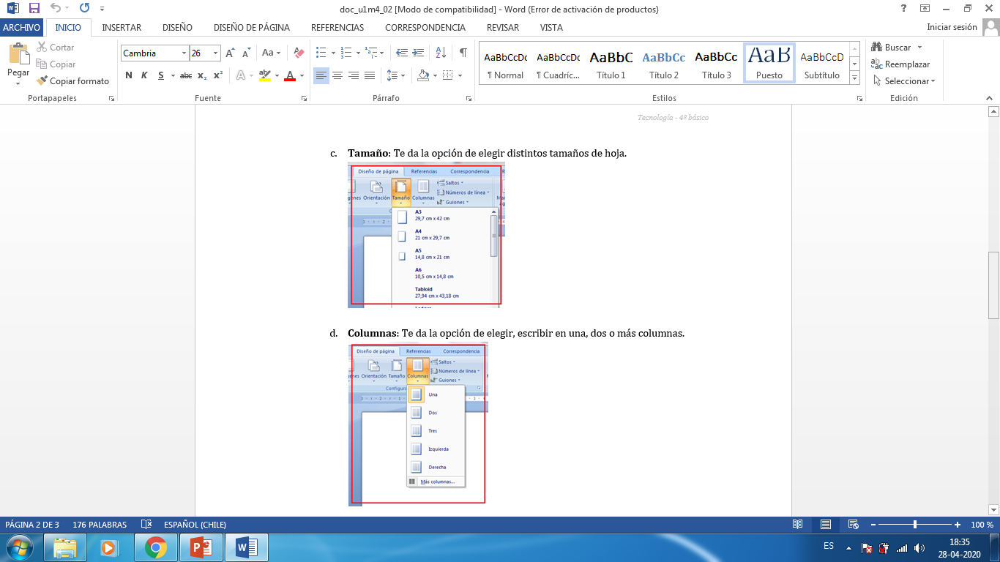 doc_u1m4_02 [Modo de compatibilidad] - Word (Error de activación de productos)
ARCHIVO INICIO INSERTAR DISEÑO DISEÑO DE PÁGINA REFERENCIAS CORRESPONDENCIA REVISAR VISTA Iniciar sesión
Pegar
Cortar
Copiar
Copiar formato
Portapapeles
Cambria 26
N K S abc x₂ x²
Fuente
Párrafo
AaBbCcDc AaBbCcDc AaBbC AaBbCc AaBbCc AaB AaBbCcD
¶ Normal ¶ Cuadríc... Título 1 Título 2 Título 3 Puesto Subtítulo
Estilos
Buscar
Reemplazar
Seleccionar
Edición
Tecnología - 4º básico
c. Tamaño: Te da la opción de elegir distintos tamaños de hoja.
Diseño de página Referencias Correspondencia
genes Orientación Tamaño Columnas
Saltos
Números de línea
Guiones
A3
29,7 cm x 42 cm
A4
21 cm x 29,7 cm
A5
14,8 cm x 21 cm
A6
10,5 cm x 14,8 cm
Tabloid
27,94 cm x 43,18 cm
d. Columnas: Te da la opción de elegir, escribir en una, dos o más columnas.
Diseño de página Referencias Correspondencia
genes Orientación Tamaño Columnas
Saltos
Números de línea
Guiones
Configura
Una
Dos
Tres
Izquierda
Derecha
Más columnas...
PÁGINA 2 DE 3 176 PALABRAS ESPAÑOL (CHILE) 100 %
ES
18:35
28-04-2020